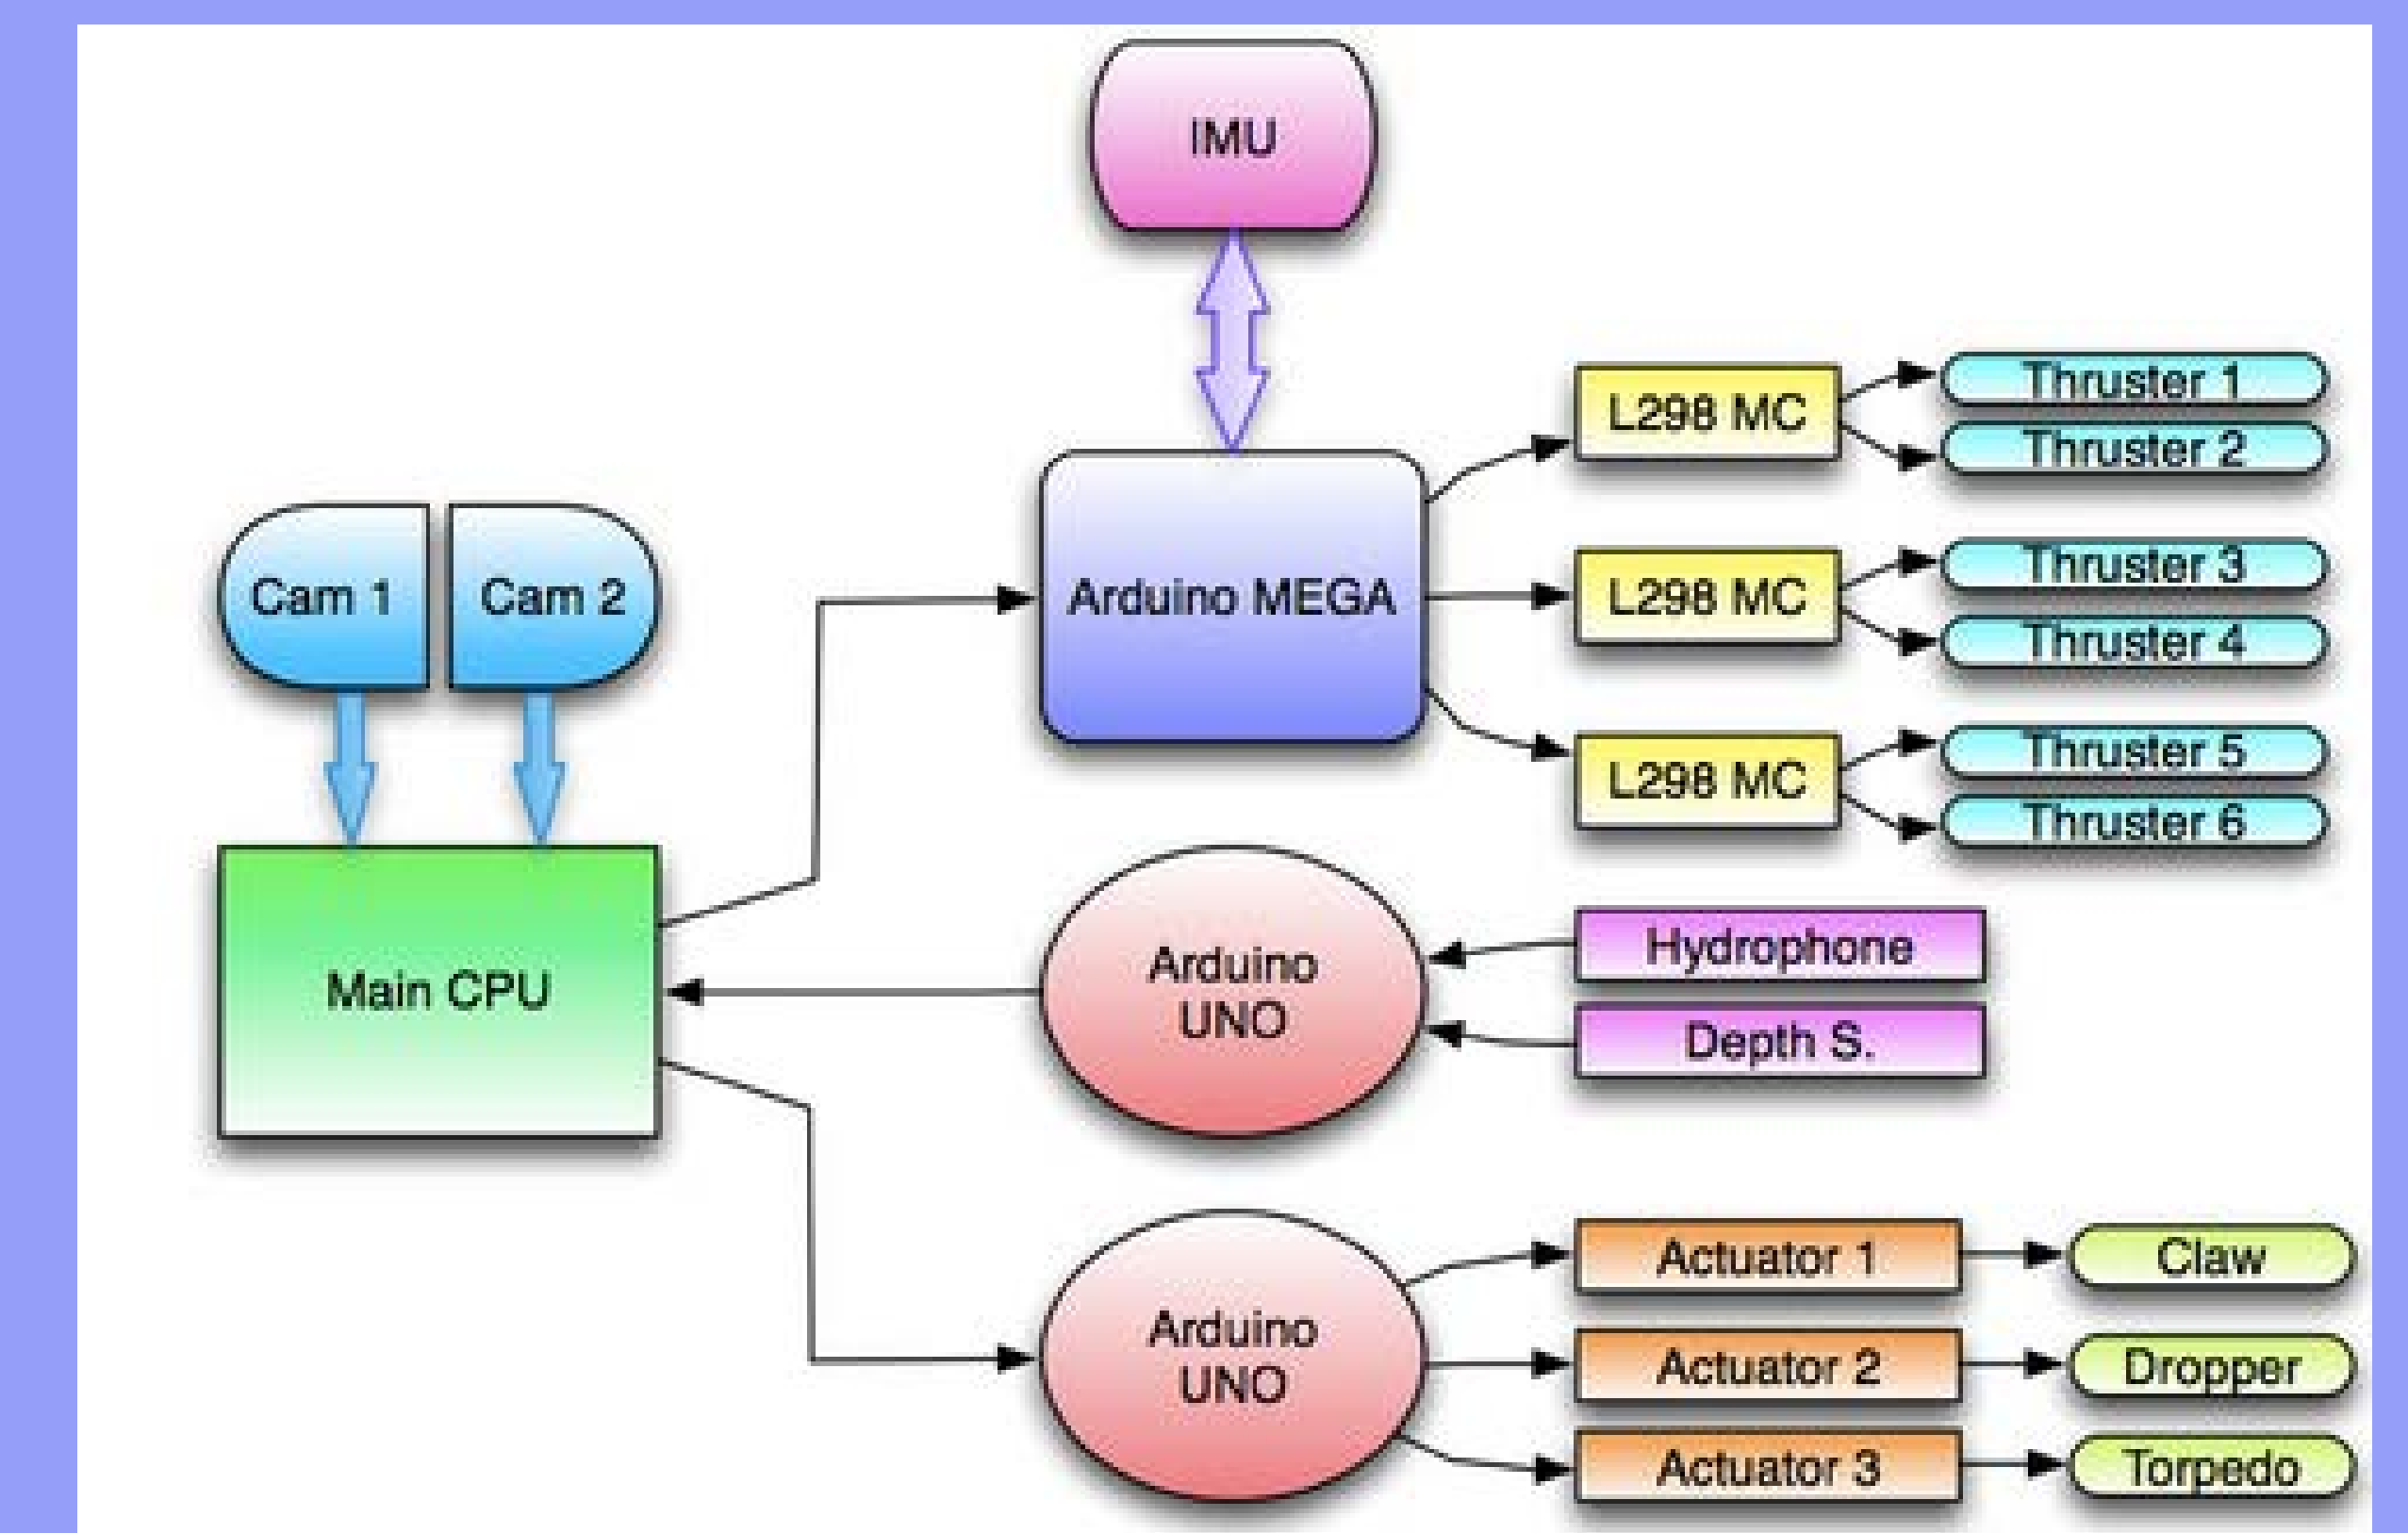 IMU
Thruster 1
L298 MC
Thruster 2
Cam 1
Cam 2
Arduino MEGA
Thruster 3
L298 MC
Thruster 4
Thruster 5
L298 MC
Thruster 6
Main CPU
Arduino
UNO
Hydrophone
Depth S.
Arduino
UNO
Actuator 1
Claw
Actuator 2
Dropper
Actuator 3
Torpedo